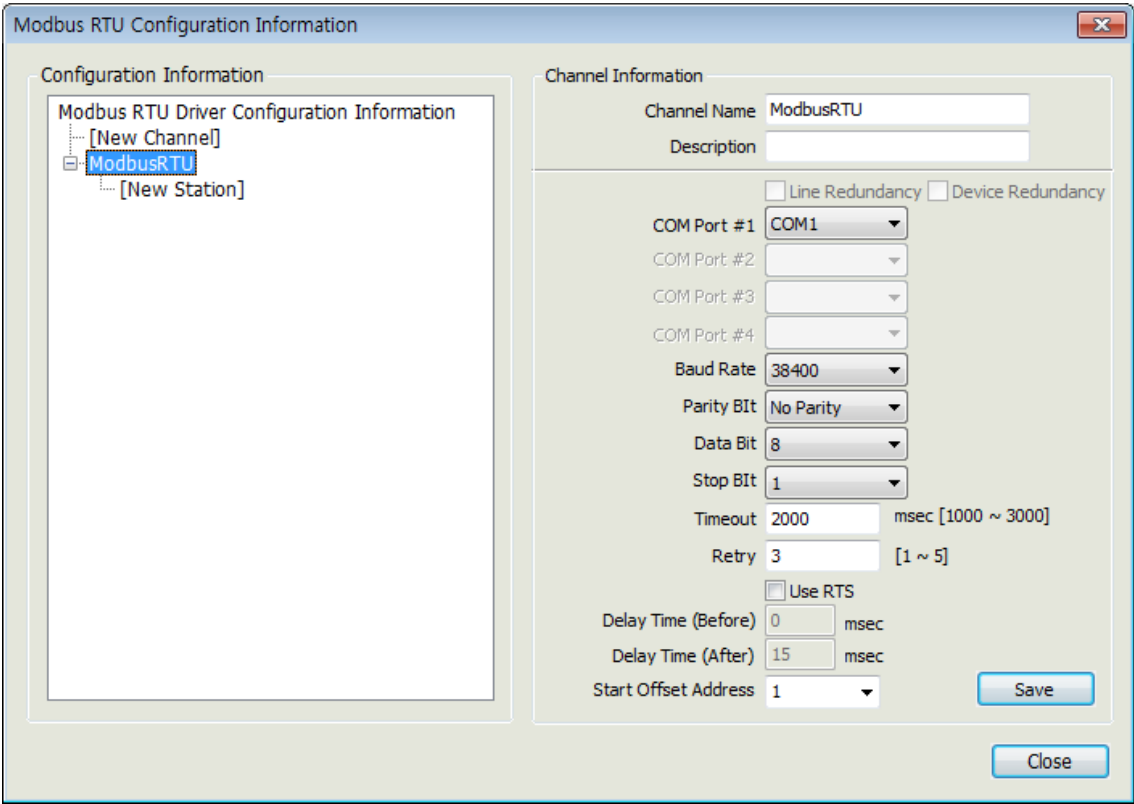 Modbus RTU Configuration Information
Configuration Information
Modbus RTU Driver Configuration Information
[New Channel]
ModbusRTU
[New Station]
Channel Information
Channel Name ModbusRTU
Description
Line Redundancy Device Redundancy
COM Port #1 COM1
COM Port #2
COM Port #3
COM Port #4
Baud Rate 38400
Parity BIt No Parity
Data Bit 8
Stop BIt 1
Timeout 2000 msec [1000 ~ 3000]
Retry 3 [1 ~ 5]
Use RTS
Delay Time (Before) 0 msec
Delay Time (After) 15 msec
Start Offset Address 1
Save
Close